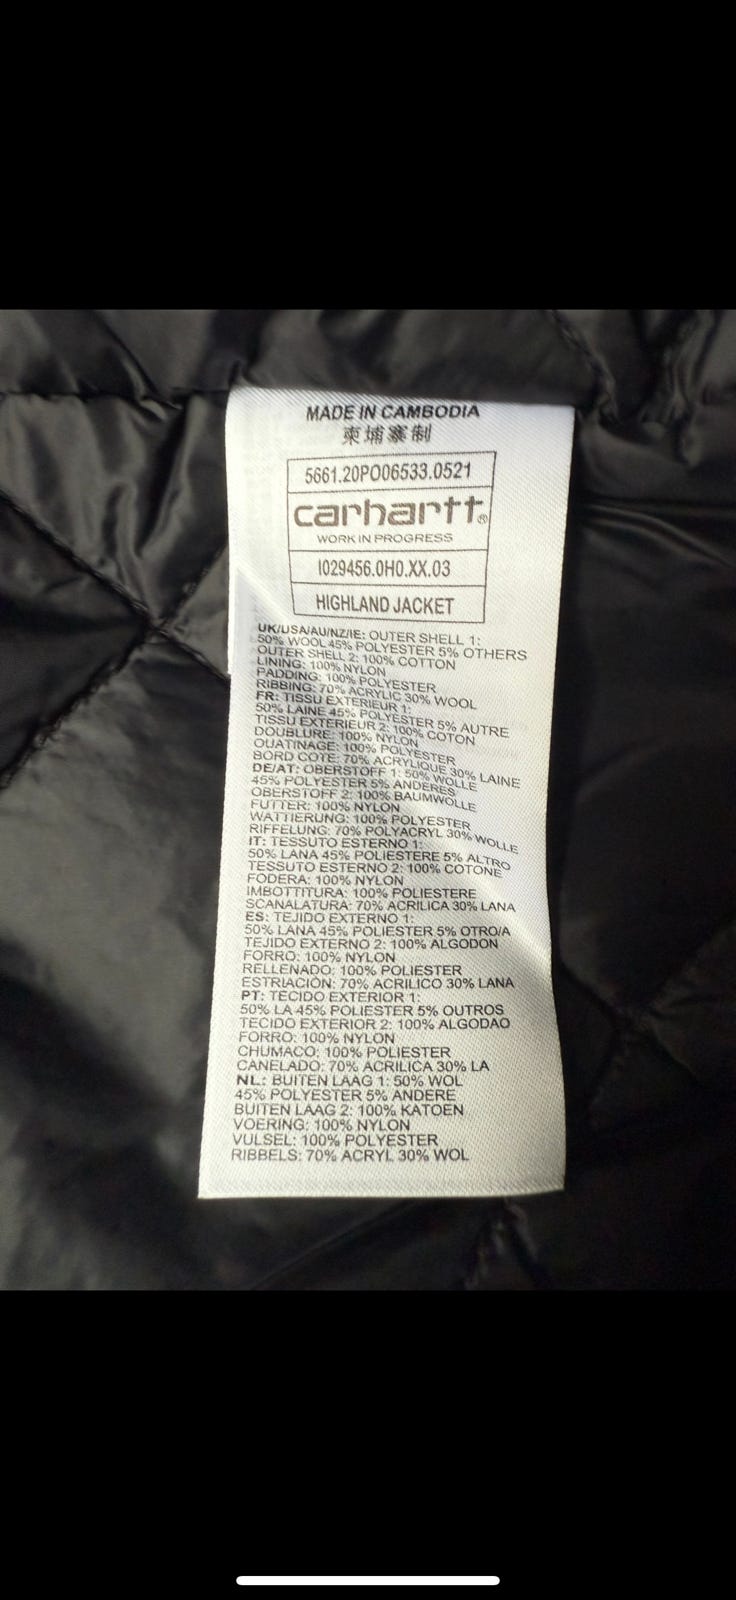 MADE IN CAMBODIA
柬埔寨制
5661.20PO06533.0521
carhartt®
WORK IN PROGRESS
I029456.0H0.XX.03
HIGHLAND JACKET
UK/USA/AU/NZ/IE: OUTER SHELL 1:
50% WOOL 45% POLYESTER 5% OTHERS
OUTER SHELL 2: 100% COTTON
LINING: 100% NYLON
PADDING: 100% POLYESTER
RIBBING: 70% ACRYLIC 30% WOOL
FR: TISSU EXTERIEUR 1:
50% LAINE 45% POLYESTER 5% AUTRE
TISSU EXTERIEUR 2: 100% COTON
DOUBLURE: 100% NYLON
OUATINAGE: 100% POLYESTER
BORD COTE: 70% ACRYLIQUE 30% LAINE
DE/AT: OBERSTOFF 1: 50% WOLLE
45% POLYESTER 5% ANDERES
OBERSTOFF 2: 100% BAUMWOLLE
FUTTER: 100% NYLON
WATTIERUNG: 100% POLYESTER
RIFFELUNG: 70% POLYACRYL 30% WOLLE
IT: TESSUTO ESTERNO 1:
50% LANA 45% POLIESTERE 5% ALTRO
TESSUTO ESTERNO 2: 100% COTONE
FODERA: 100% NYLON
IMBOTTITURA: 100% POLIESTERE
SCANALATURA: 70% ACRILICA 30% LANA
ES: TEJIDO EXTERNO 1:
50% LANA 45% POLIESTER 5% OTRO/A
TEJIDO EXTERNO 2: 100% ALGODON
FORRO: 100% NYLON
RELLENADO: 100% POLIESTER
ESTRIACION: 70% ACRILICO 30% LANA
PT: TECIDO EXTERIOR 1:
50% LA 45% POLIESTER 5% OUTROS
TECIDO EXTERIOR 2: 100% ALGODAO
FORRO: 100% NYLON
CHUMACO: 100% POLIESTER
CANELADO: 70% ACRILICA 30% LA
NL: BUITEN LAAG 1: 50% WOL
45% POLYESTER 5% ANDERE
BUITEN LAAG 2: 100% KATOEN
VOERING: 100% NYLON
VULSEL: 100% POLYESTER
RIBBELS: 70% ACRYL 30% WOL